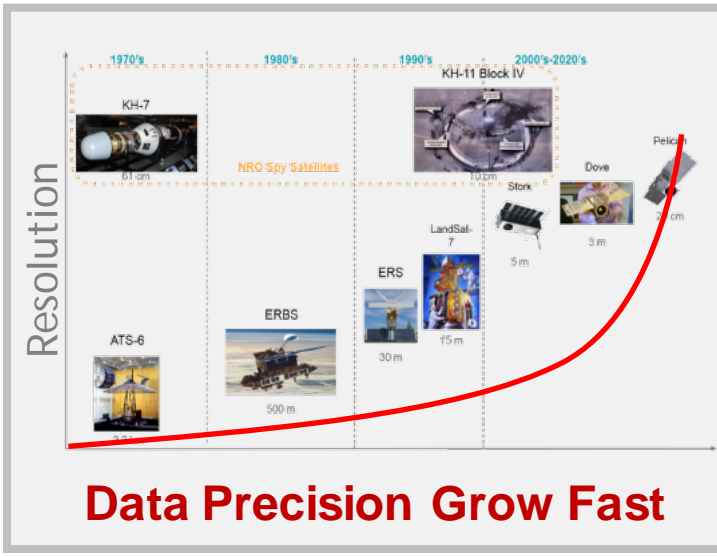 1970's
1980's
1990's
2000's-2020's
KH-11 Block IV
KH-7
Pelican
NRO Spy Satellites
Dove
61 cm
10 cm
Stork
cm
Resolution
LandSat-
7
3 m
5 m
ERS
ERBS
ATS-6
15 m
30 m
500 m
Data Precision Grow Fast